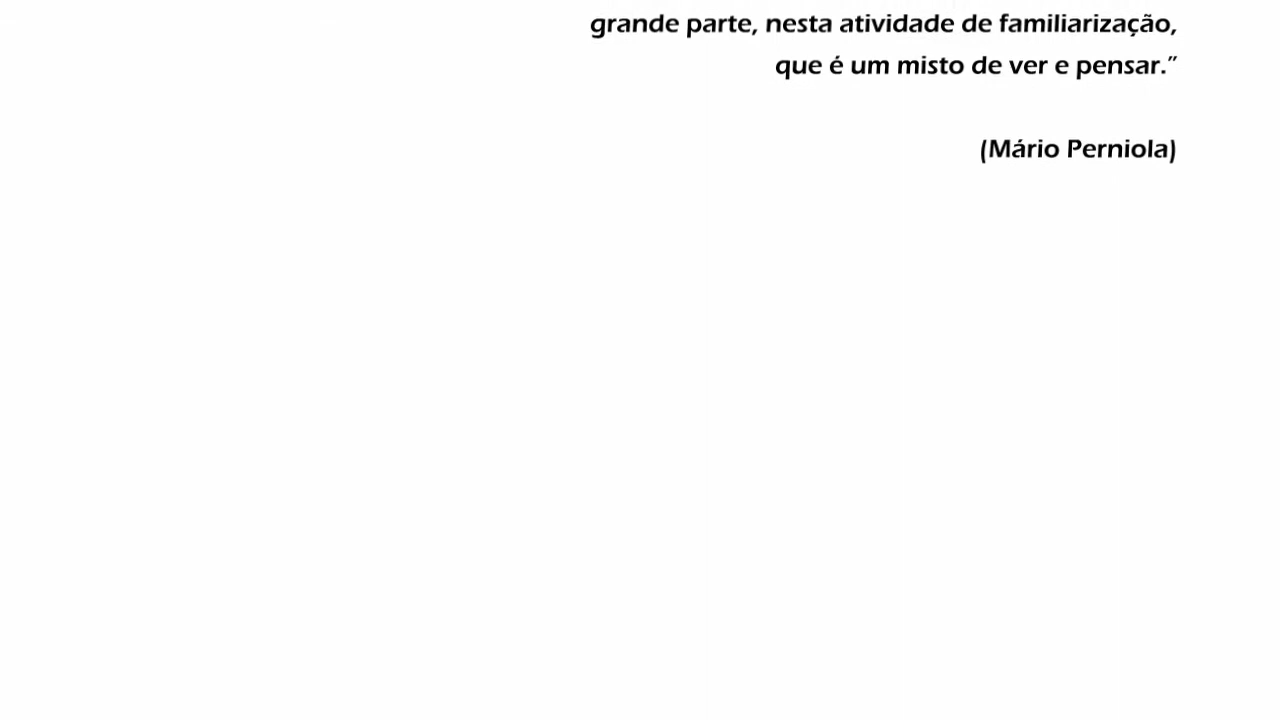 grande parte, nesta atividade de familiarização,
que é um misto de ver e pensar.”
(Mário Perniola)